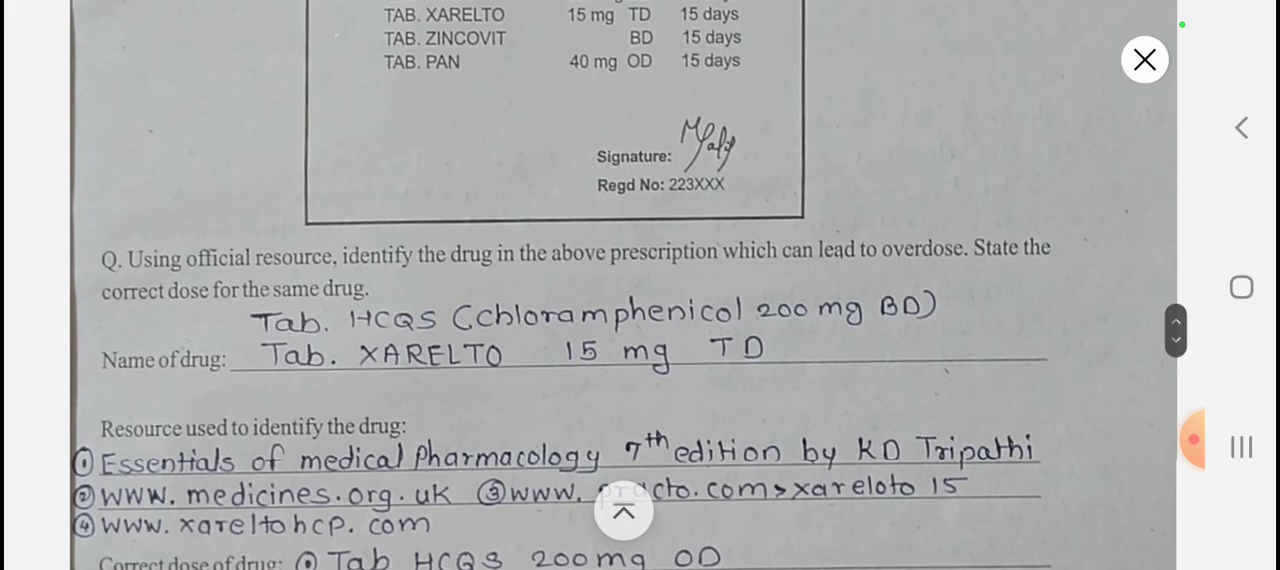 TAB. XARELTO 15 mg TD 15 days
TAB. ZINCOVIT BD 15 days
TAB. PAN 40 mg OD 15 days
Signature:
Regd No: 223XXX
Q. Using official resource, identify the drug in the above prescription which can lead to overdose. State the
correct dose for the same drug.
Tab. HCQS (chloramphenicol 200 mg BD)
Name of drug: Tab. XARELTO 15 mg TD
Resource used to identify the drug:
① Essentials of medical Pharmacology 7th edition by KD Tripathi
② www.medicines.org.uk ③ www.practo.com>xareloto 15
④ www.xareltohcp.com
Correct dose of drug: ① Tab HCQS 200mg OD